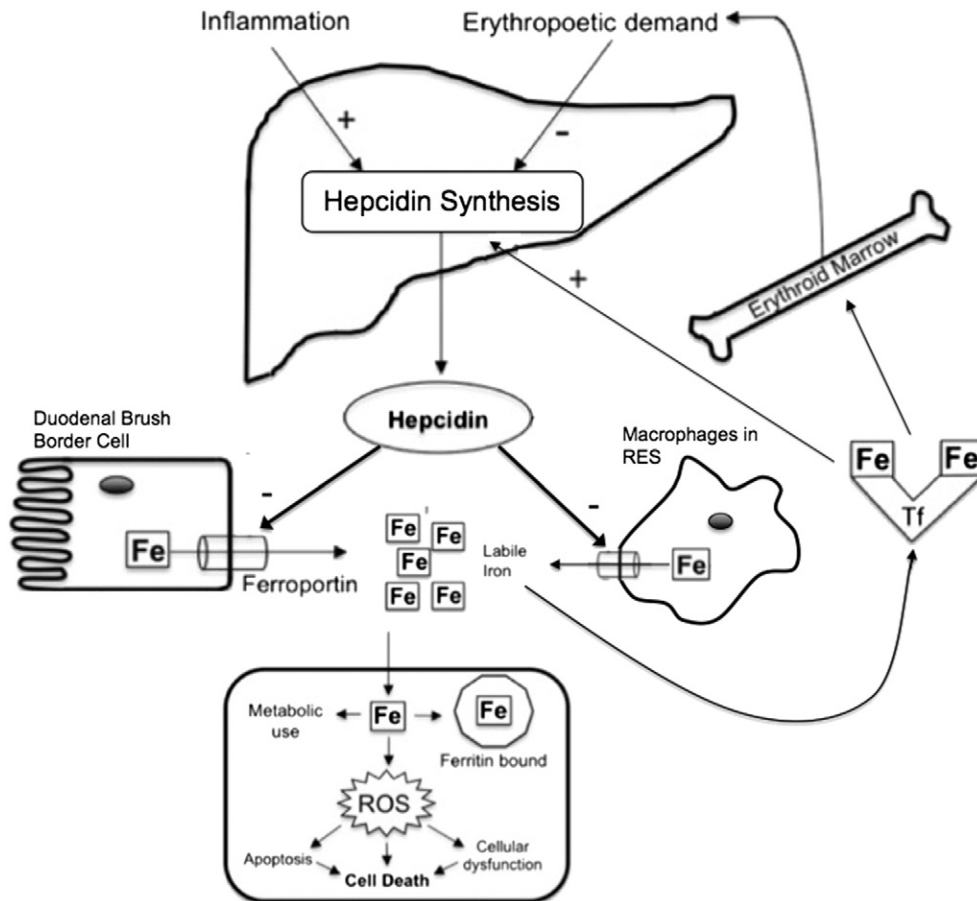 Inflammation
Erythropoetic demand
+
-
Hepcidin Synthesis
+
Erythroid Marrow
Hepcidin
Duodenal Brush
Border Cell
-
-
Macrophages in
RES
-
Fe
Fe
Tf
Fe
Ferroportin
Fe
Fe
Fe
Fe
Fe
Labile
Iron
Fe
Metabolic
use
Fe
Fe
Ferritin bound
ROS
Apoptosis
Cellular
dysfunction
Cell Death